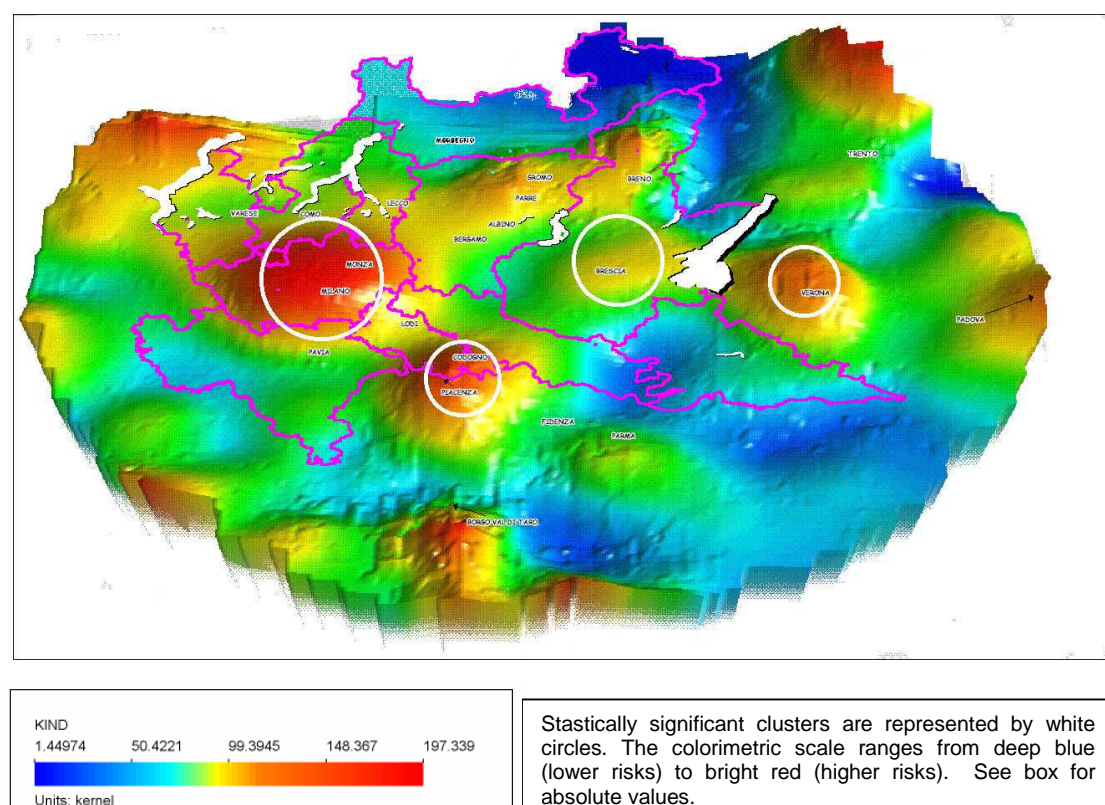 MORBEGNO
TRENTO
GROMO
BRENO
PARRE
LECCO
VARESE
COMO
ALBINO
BERGAMO
MONZA
BRESCIA
MILANO
VERONA
PADOVA
LODI
PAVIA
CODOGNO
PIACENZA
FIDENZA
PARMA
BORGO VAL DI TARO
KIND
1.44974 50.4221 99.3945 148.367 197.339
Units: kernel
Stastically significant clusters are represented by white
circles. The colorimetric scale ranges from deep blue
(lower risks) to bright red (higher risks). See box for
absolute values.